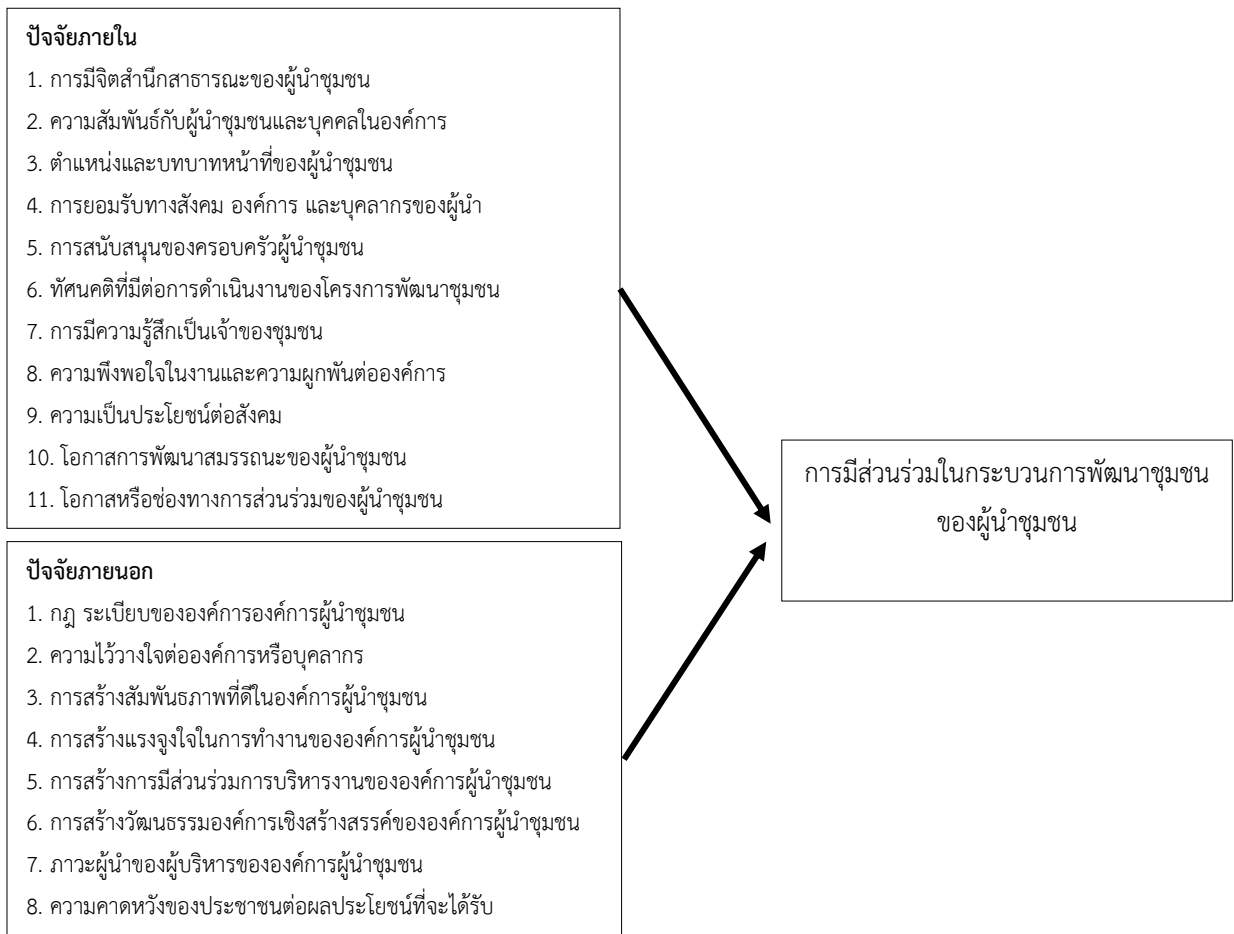 ปัจจัยภายใน
1. การมีจิตสำนึกสาธารณะของผู้นำชุมชน
2. ความสัมพันธ์กับผู้นำชุมชนและบุคคลในองค์การ
3. ตำแหน่งและบทบาทหน้าที่ของผู้นำชุมชน
4. การยอมรับทางสังคม องค์การ และบุคลากรของผู้นำ
5. การสนับสนุนของครอบครัวผู้นำชุมชน
6. ทัศนคติที่มีต่อการดำเนินงานของโครงการพัฒนาชุมชน
7. การมีความรู้สึกเป็นเจ้าของชุมชน
8. ความพึงพอใจในงานและความผูกพันต่อองค์การ
9. ความเป็นประโยชน์ต่อสังคม
10. โอกาสการพัฒนาสมรรถนะของผู้นำชุมชน
11. โอกาสหรือช่องทางการส่วนร่วมของผู้นำชุมชน
ปัจจัยภายนอก
1. กฎ ระเบียบขององค์การองค์การผู้นำชุมชน
2. ความไว้วางใจต่อองค์การหรือบุคลากร
3. การสร้างสัมพันธภาพที่ดีในองค์การผู้นำชุมชน
4. การสร้างแรงจูงใจในการทำงานขององค์การผู้นำชุมชน
5. การสร้างการมีส่วนร่วมการบริหารงานขององค์การผู้นำชุมชน
6. การสร้างวัฒนธรรมองค์การเชิงสร้างสรรค์ขององค์การผู้นำชุมชน
7. ภาวะผู้นำของผู้บริหารขององค์การผู้นำชุมชน
8. ความคาดหวังของประชาชนต่อผลประโยชน์ที่จะได้รับ
การมีส่วนร่วมในกระบวนการพัฒนาชุมชน
ของผู้นำชุมชน